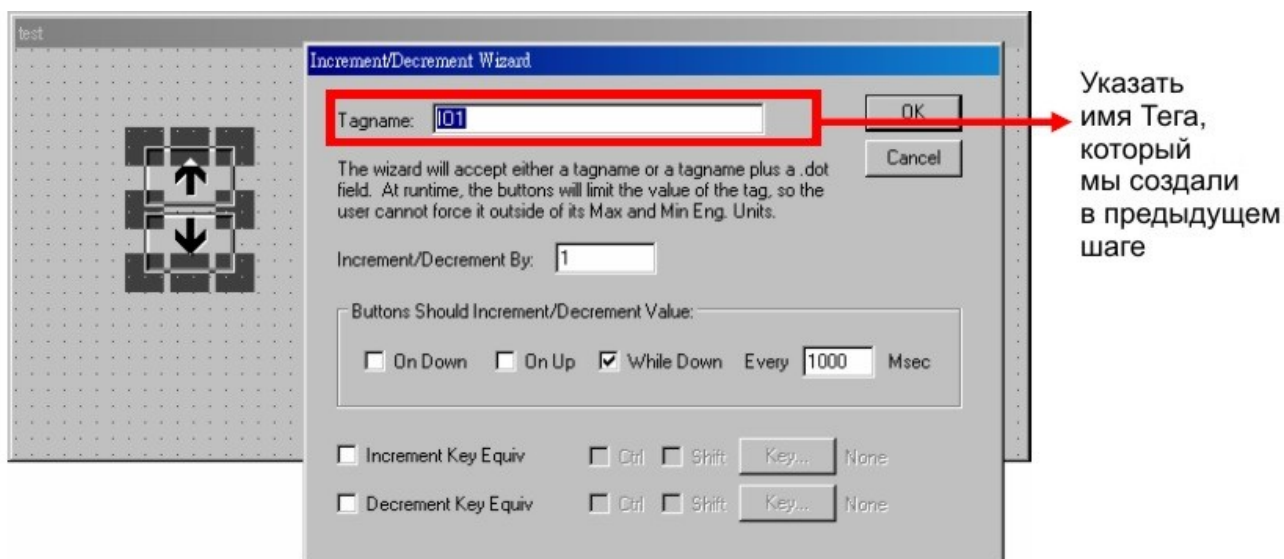 test
Increment/Decrement Wizard
Tagname: IO1
OK
Cancel
The wizard will accept either a tagname or a tagname plus a .dot
field. At runtime, the buttons will limit the value of the tag, so the
user cannot force it outside of its Max and Min Eng. Units.
Increment/Decrement By: 1
Buttons Should Increment/Decrement Value:
On Down On Up While Down Every 1000 Msec
Increment Key Equiv Ctrl Shift Key... None
Decrement Key Equiv Ctrl Shift Key... None
Указать
имя Тега,
который
мы создали
в предыдущем
шаге